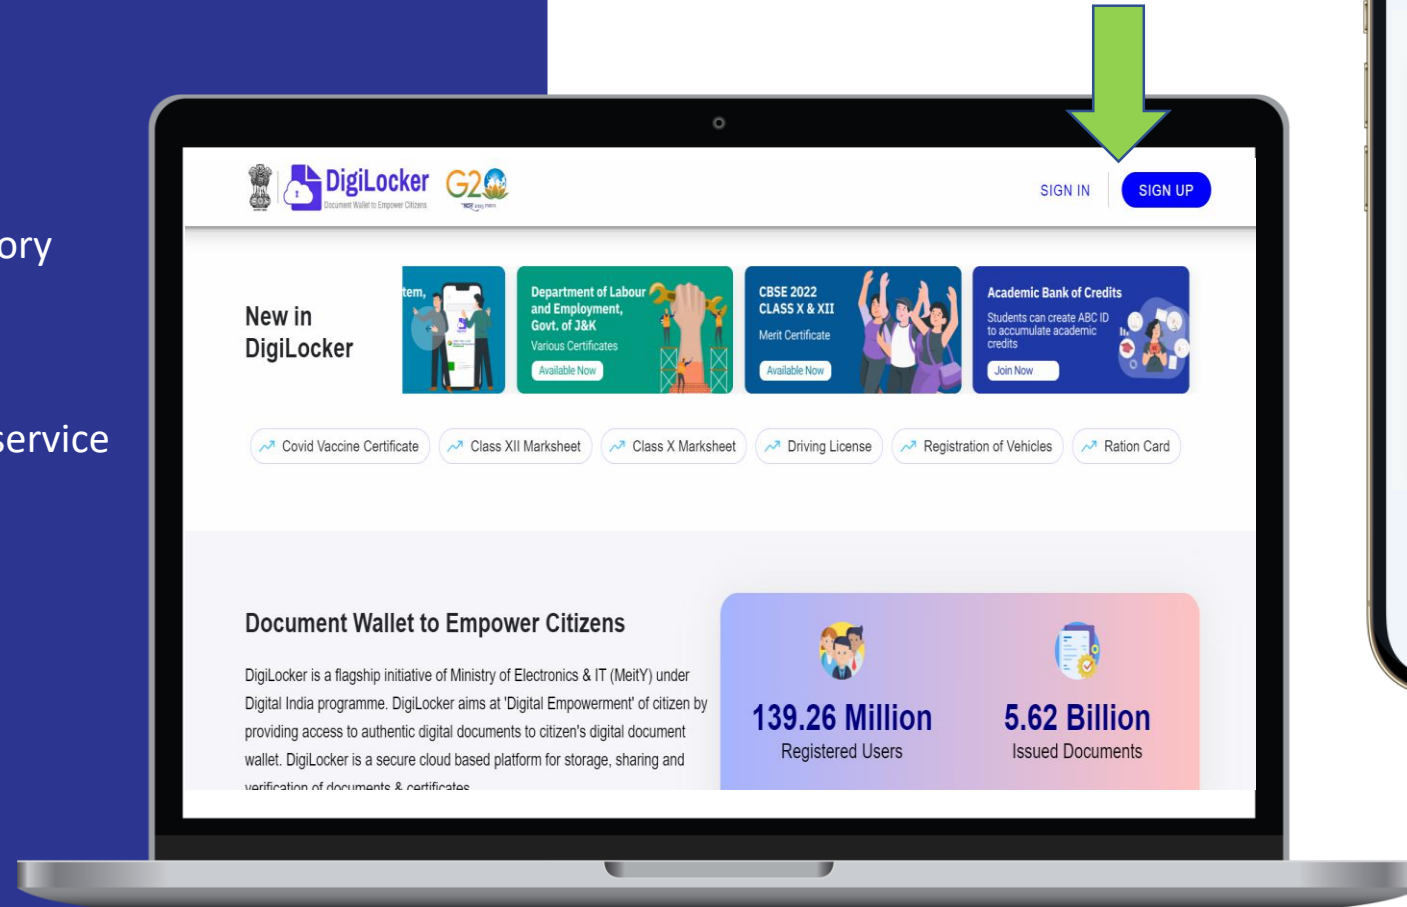 ory
service
DigiLocker
Document Wallet to Empower Citizens
G20
SIGN IN
SIGN UP
New in
DigiLocker
tem,
Department of Labour
and Employment,
Govt. of J&K
Various Certificates
Available Now
CBSE 2022
CLASS X & XII
Merit Certificate
Available Now
Academic Bank of Credits
Students can create ABC ID
to accumulate academic
credits
Join Now
Covid Vaccine Certificate
Class XII Marksheet
Class X Marksheet
Driving License
Registration of Vehicles
Ration Card
Document Wallet to Empower Citizens
DigiLocker is a flagship initiative of Ministry of Electronics & IT (MeitY) under
Digital India programme. DigiLocker aims at 'Digital Empowerment' of citizen by
providing access to authentic digital documents to citizen's digital document
wallet. DigiLocker is a secure cloud based platform for storage, sharing and
verification of documents & certificates
139.26 Million
Registered Users
5.62 Billion
Issued Documents